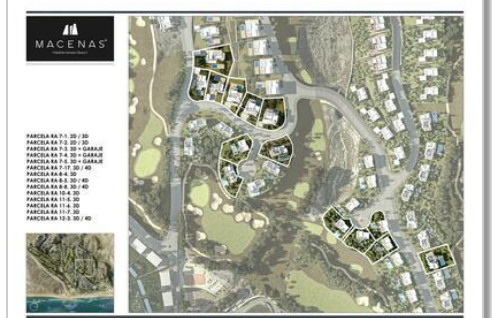 MACENAS
PARCELA RA 7-1. 2D / 3D
PARCELA RA 7-2. 2D / 3D
PARCELA RA 7-3. 3D + GARAJE
PARCELA RA 7-4. 3D + GARAJE
PARCELA RA 7-5. 3D + GARAJE
PARCELA RA 7-17. 3D / 4D
PARCELA RA 8-4. 3D
PARCELA RA 8-5. 3D / 4D
PARCELA RA 8-8. 3D / 4D
PARCELA RA 10-4. 3D
PARCELA RA 11-5. 3D
PARCELA RA 11-6. 3D
PARCELA RA 11-7. 3D
PARCELA RA 12-3. 3D / 4D